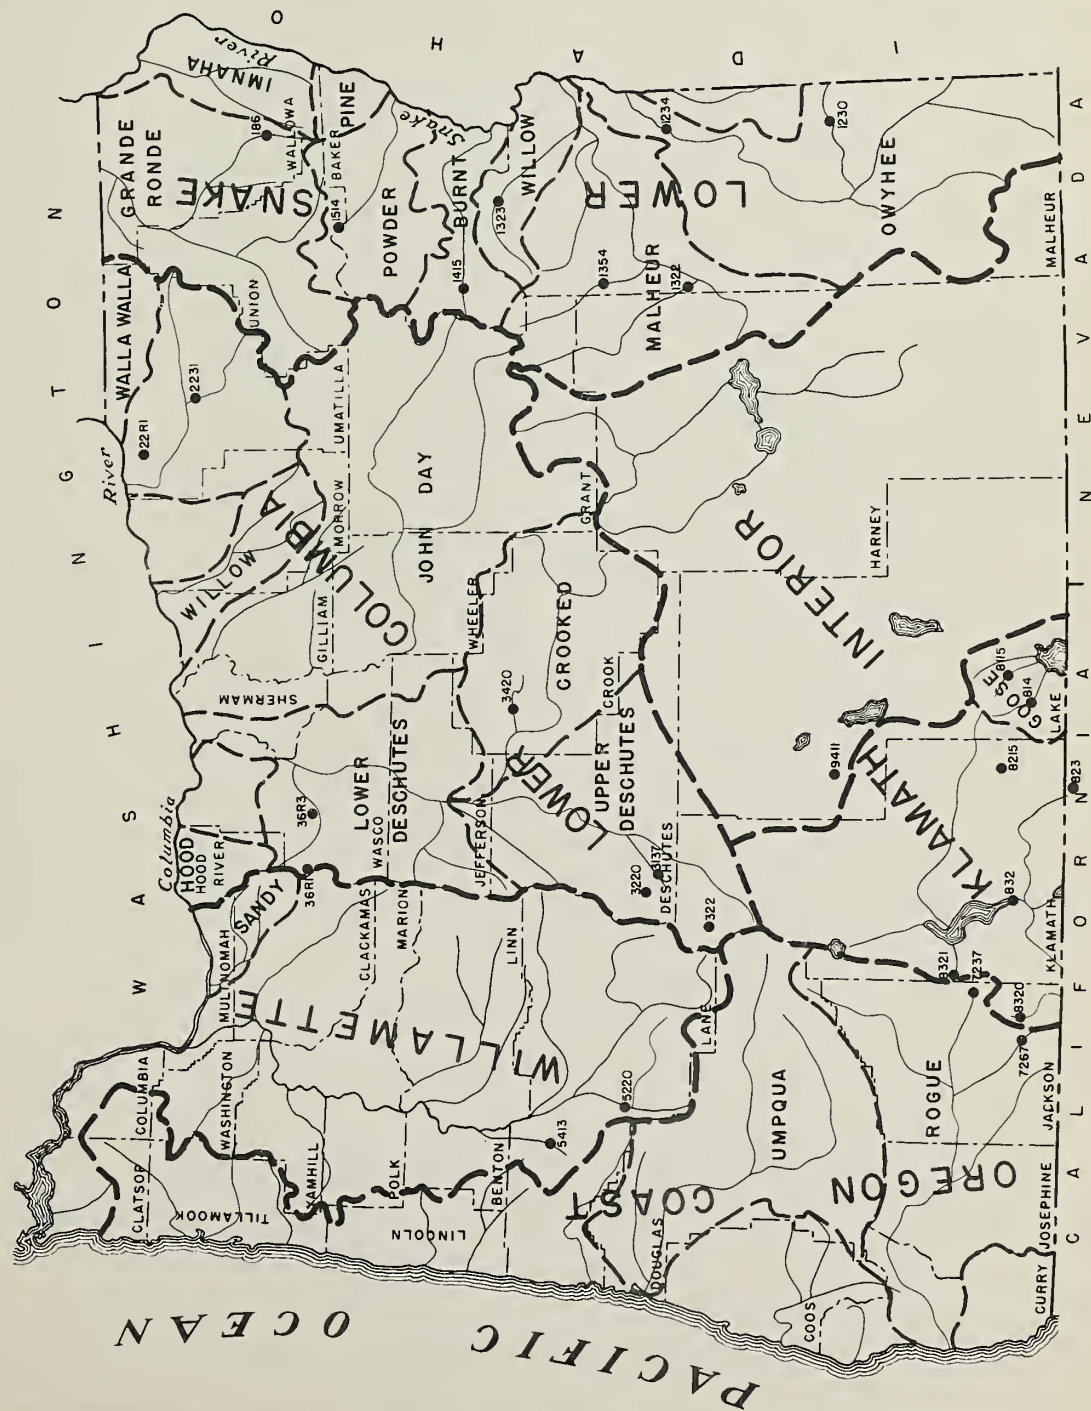 WASHINGTON
IDAHO
NEVADA
CALIFORNIA
PACIFIC OCEAN
Columbia
River
Snake
River
IMNAHA
GRANDE
RONDE
186
WALLOWA
PINE
BAKER
1514
SNAKE
POWDER
BURNT
WILLOW
1323
1415
LOWER
1234
1230
OWYHEE
MALHEUR
MALHEUR
1354
1322
WALLA WALLA
UNION
2231
22R1
UMATILLA
MORROW
WILLOW
COLUMBIA
LOWER
JOHN DAY
GILLIAM
SHERMAM
WHEELER
GRANT
CROOKED
CROOK
3420
HARNEY
INTERIOR
LOWER
DESCHUTES
WASCO
36R3
36R1
JEFFERSON
UPPER
DESCHUTES
DESCHUTES
3220
3137
322
9411
GOOSE
8115
814
LAKE
8215
823
KLAMATH
KLAMATH
832
8321
7237
8320
7267
HOOD
HOOD
RIVER
SANDY
MULTNOMAH
CLACKAMAS
MARION
LINN
LANE
WILLAMETTE
COLUMBIA
WASHINGTON
CLATSOP
TILLAMOOK
YAMHILL
POLK
BENTON
LINCOLN
5413
5220
UMPQUA
DOUGLAS
COOS
OREGON
COAST
ROGUE
JACKSON
JOSEPHINE
CURRY